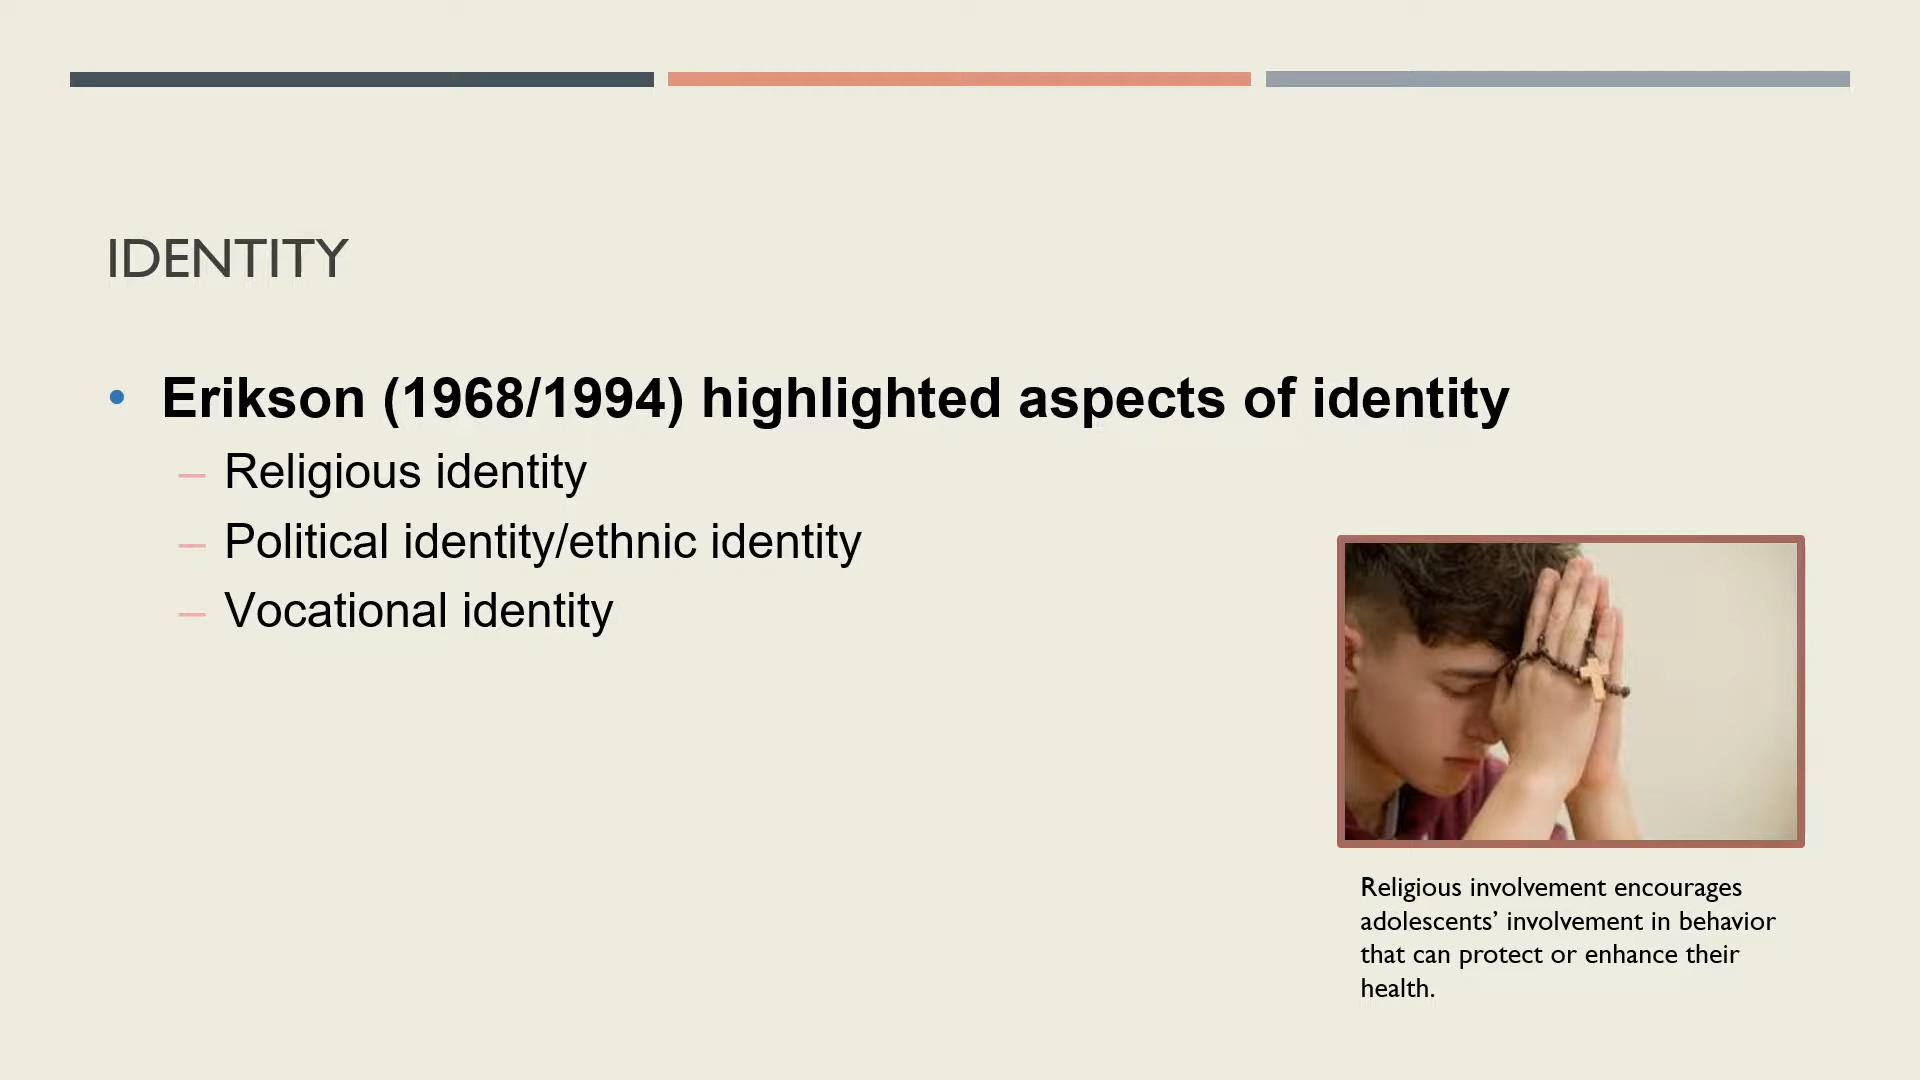 IDENTITY
• Erikson (1968/1994) highlighted aspects of identity
– Religious identity
– Political identity/ethnic identity
– Vocational identity
Religious involvement encourages
adolescents’ involvement in behavior
that can protect or enhance their
health.